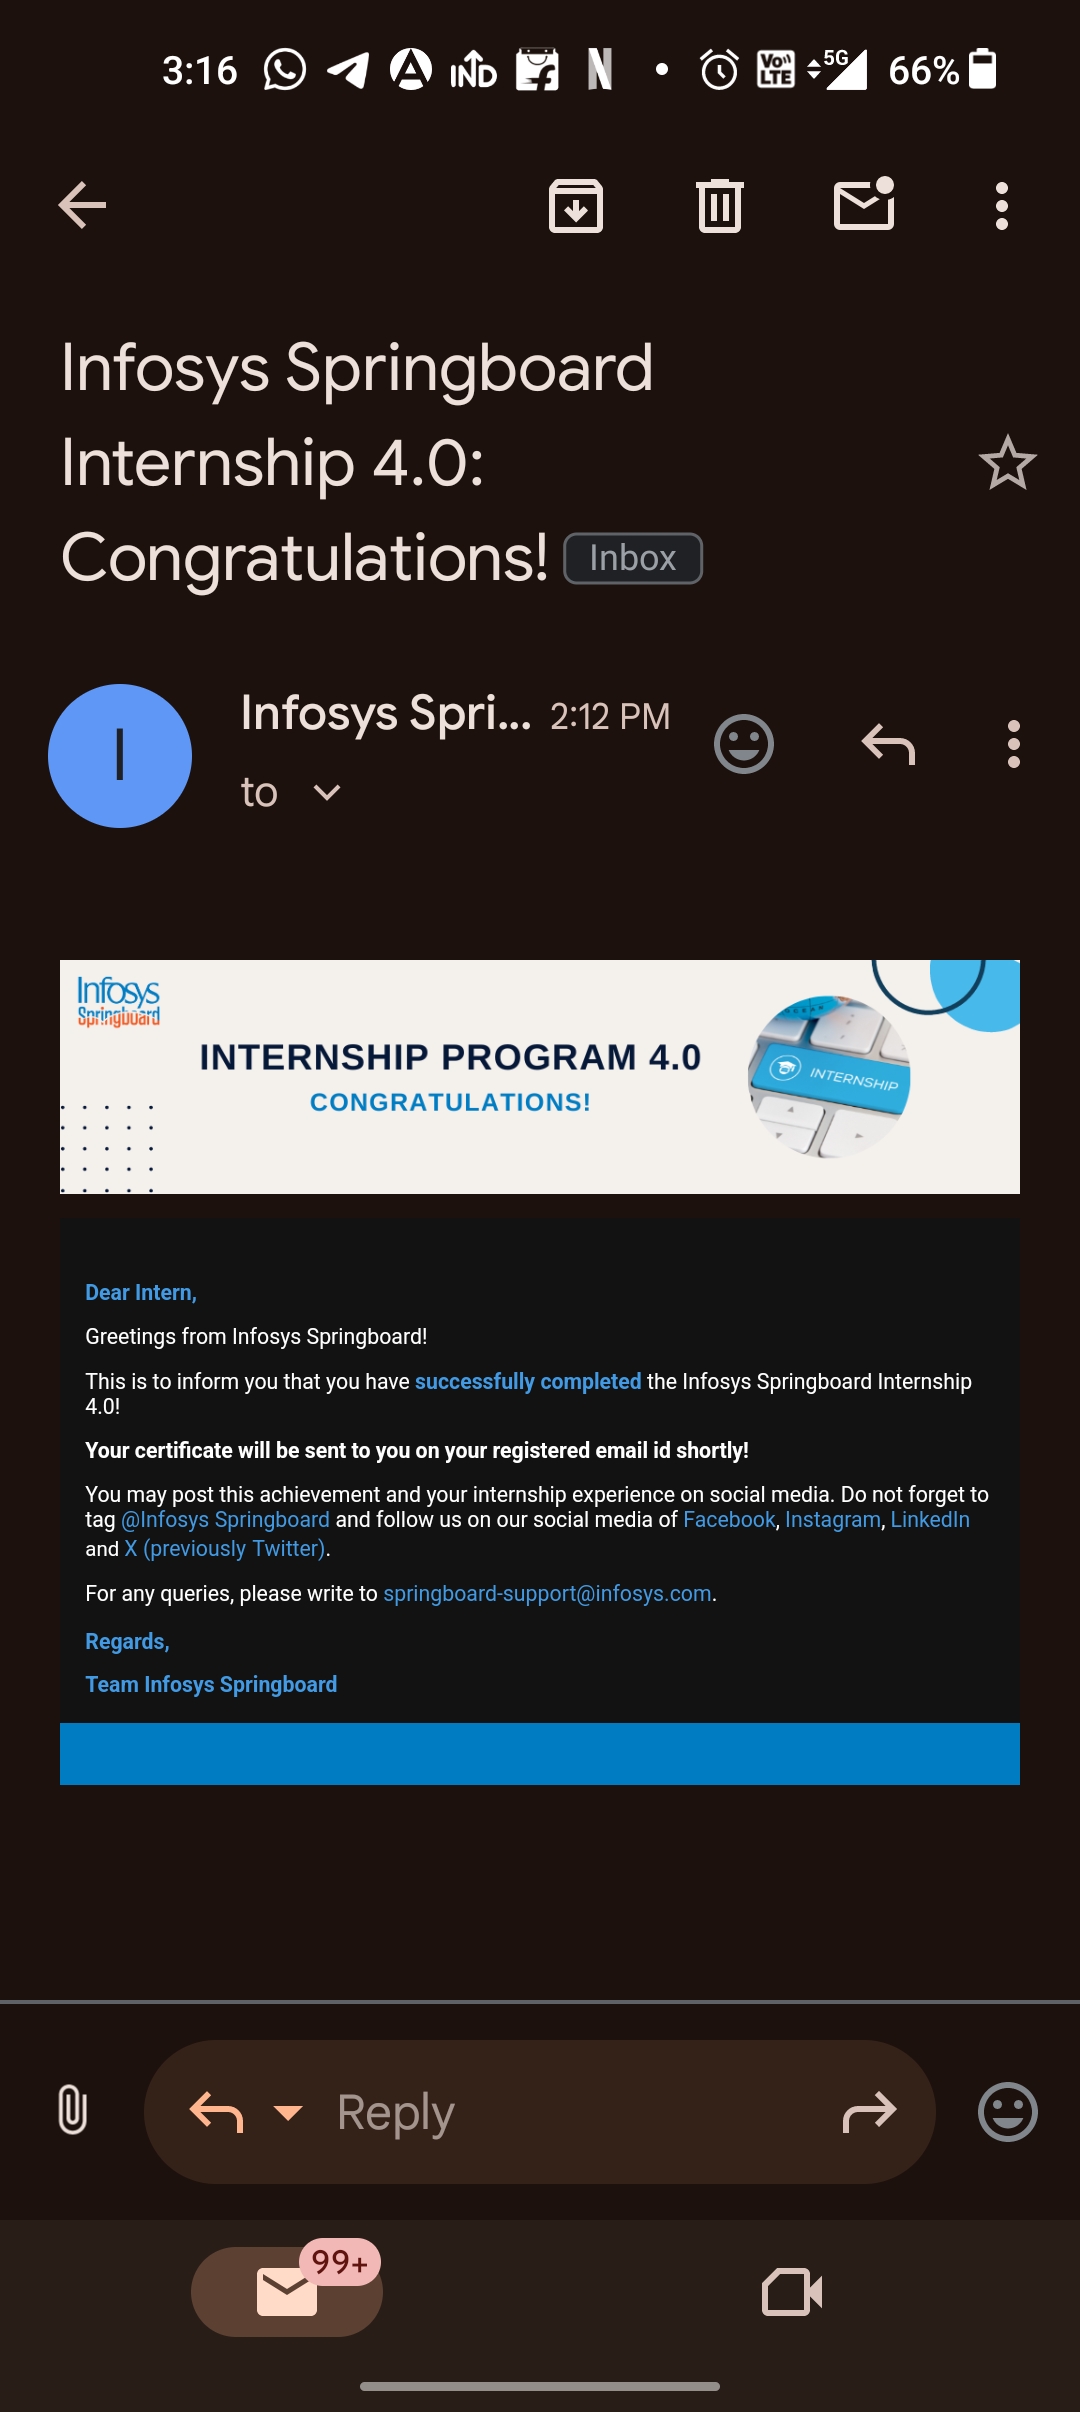 3:16 IND N Vo)) LTE 5G 66%
Infosys Springboard
Internship 4.0:
Congratulations! Inbox
I
Infosys Spri... 2:12 PM
to
Infosys
Springboard
INTERNSHIP PROGRAM 4.0
CONGRATULATIONS!
INTERNSHIP
Dear Intern,
Greetings from Infosys Springboard!
This is to inform you that you have successfully completed the Infosys Springboard Internship
4.0!
Your certificate will be sent to you on your registered email id shortly!
You may post this achievement and your internship experience on social media. Do not forget to
tag @Infosys Springboard and follow us on our social media of Facebook, Instagram, LinkedIn
and X (previously Twitter).
For any queries, please write to springboard-support@infosys.com.
Regards,
Team Infosys Springboard
Reply
99+